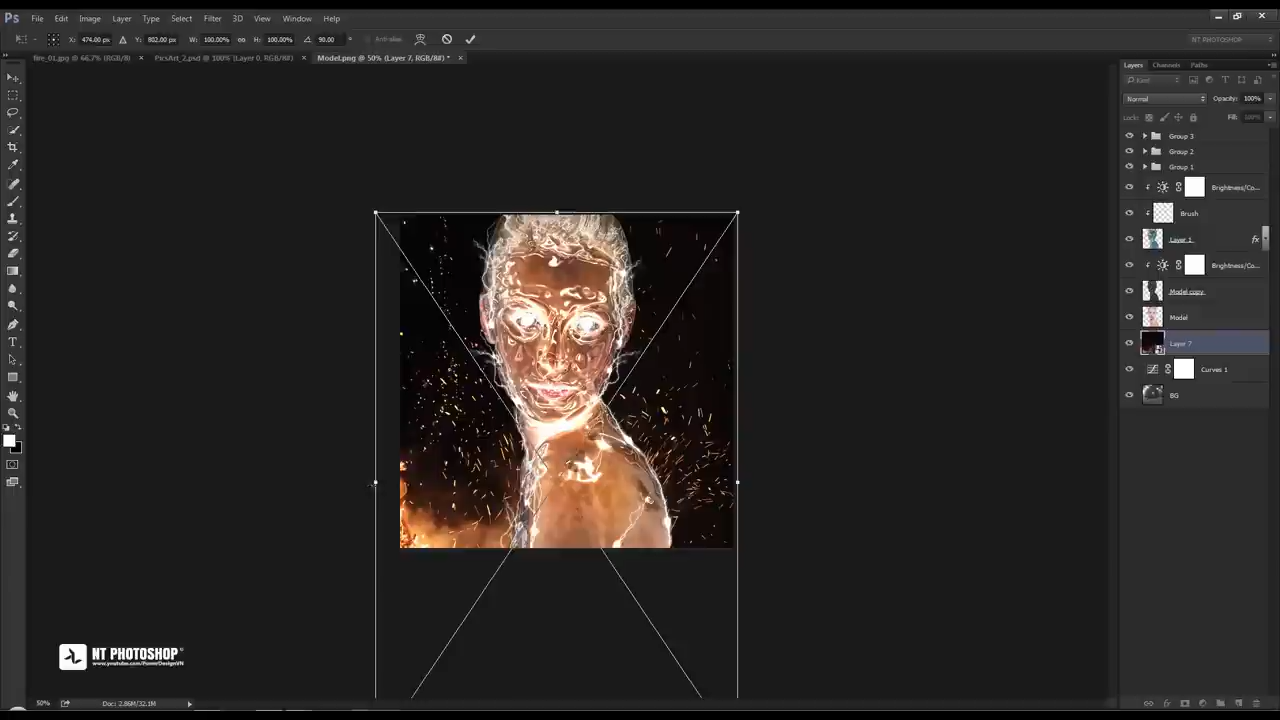 Ps File Edit Image Layer Type Select Filter 3D View Window Help
X: 474.00 px Y: 802.00 px W: 100.00% H: 100.00% 90.00 ° Anti-alias
NT PHOTOSHOP
fire_01.jpg @ 66.7% (RGB/8) × PicsArt_2.psd @ 100% (Layer 0, RGB/8#) × Model.png @ 50% (Layer 7, RGB/8#) * ×
Layers Channels Paths
Kind
Normal Opacity: 100%
Lock: Fill: 100%
Group 3
Group 2
Group 1
Brightness/Co...
Brush
Layer 1 fx
Brightness/Co...
Model copy
Model
Layer 7
Curves 1
BG
NT PHOTOSHOP
www.youtube.com/PowerDesignVN
50% Doc: 2.86M/32.1M